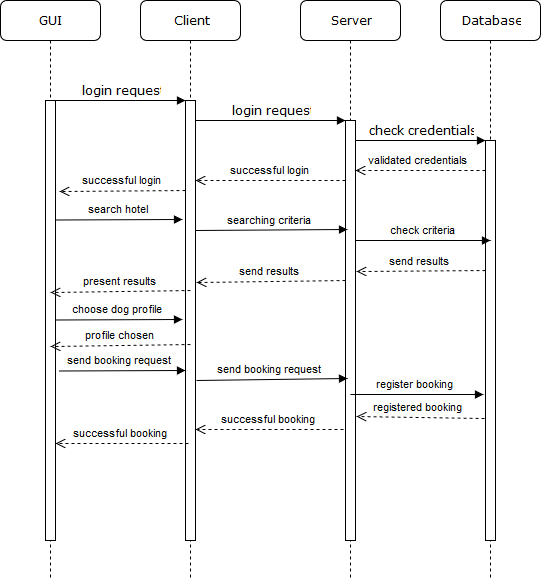 GUI
Client
Server
Database
login reques
login reques
check credentials
validated credentials
successful login
successful login
search hotel
searching criteria
check criteria
send results
send results
present results
choose dog profile
profile chosen
send booking request
send booking request
register booking
registered booking
successful booking
successful booking